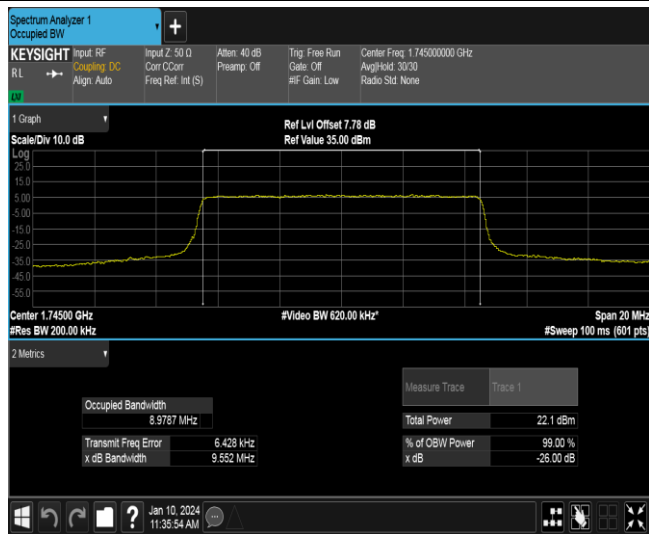 Spectrum Analyzer 1
Occupied BW
+
KEYSIGHT
RL
LXI
Input: RF
Coupling: DC
Align: Auto
Input Z: 50 Ω
Corr CCorr
Freq Ref: Int (S)
Atten: 40 dB
Preamp: Off
Trig: Free Run
Gate: Off
#IF Gain: Low
Center Freq: 1.745000000 GHz
Avg|Hold: 30/30
Radio Std: None
1 Graph
Scale/Div 10.0 dB
Ref Lvl Offset 7.78 dB
Ref Value 35.00 dBm
Log
25.0
15.0
5.00
-5.00
-15.0
-25.0
-35.0
-45.0
-55.0
Center 1.74500 GHz
#Res BW 200.00 kHz
#Video BW 620.00 kHz*
Span 20 MHz
#Sweep 100 ms (601 pts)
2 Metrics
Measure Trace Trace 1
Occupied Bandwidth
8.9787 MHz
Total Power 22.1 dBm
Transmit Freq Error 6.428 kHz
% of OBW Power 99.00 %
x dB Bandwidth 9.552 MHz
x dB -26.00 dB
?
Jan 10, 2024
11:35:54 AM